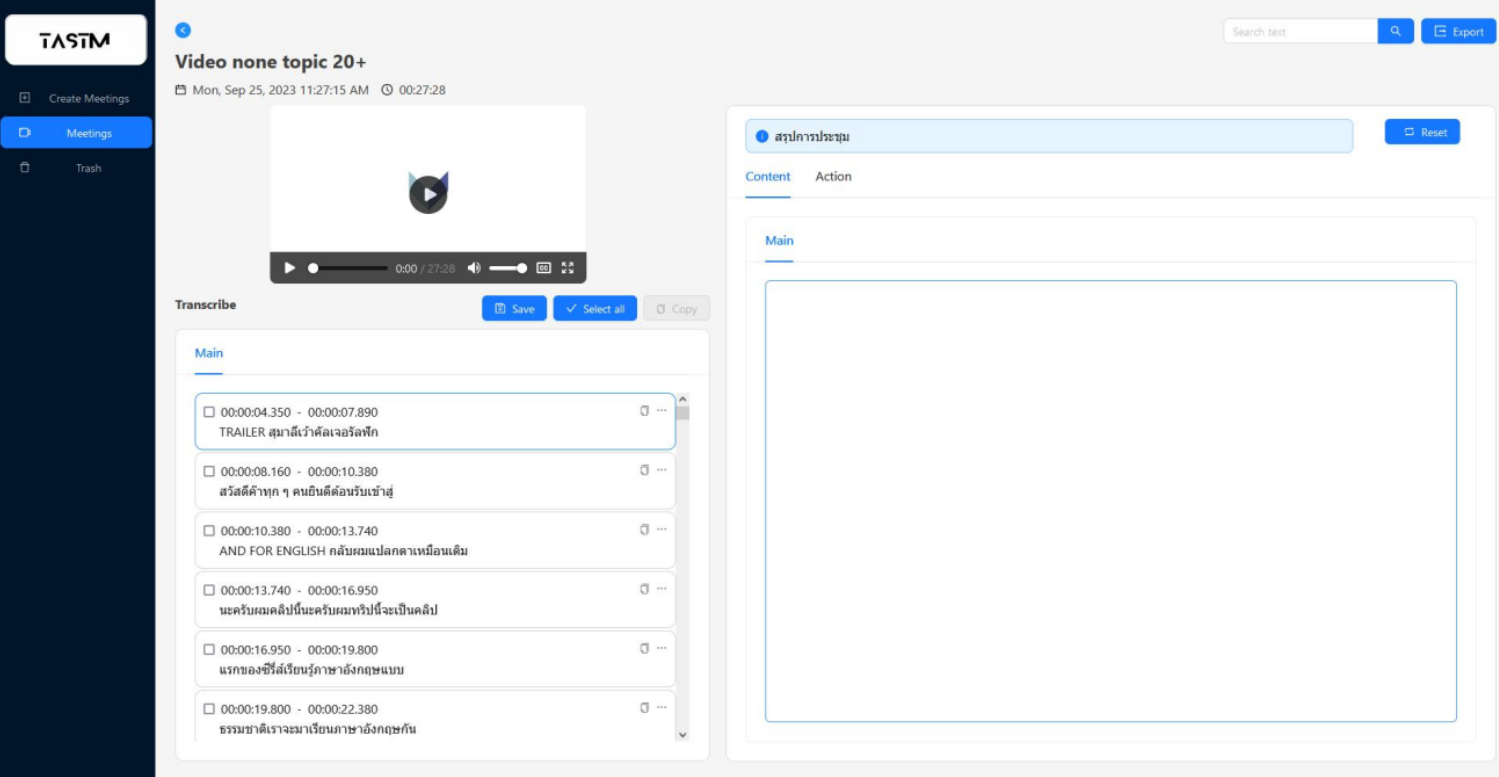 TASTM
Create Meetings
Meetings
Trash
Video none topic 20+
Mon, Sep 25, 2023 11:27:15 AM 00:27:28
Search text
Export
0:00 / 27:28
CC
Transcribe
Save
Select all
Copy
Main
00:00:04.350 - 00:00:07.890
TRAILER สุมาลีเว้าคัลเจอรัลฟัก
00:00:08.160 - 00:00:10.380
สวัสดีค้าทุก ๆ คนยินดีต้อนรับเข้าสู่
00:00:10.380 - 00:00:13.740
AND FOR ENGLISH กลับผมแปลกตาเหมือนเดิม
00:00:13.740 - 00:00:16.950
นะครับผมคลิปนี้นะครับผมทริปนี้จะเป็นคลิป
00:00:16.950 - 00:00:19.800
แรกของซีรี่ส์เรียนรู้ภาษาอังกฤษแบบ
00:00:19.800 - 00:00:22.380
ธรรมชาติเราจะมาเรียนภาษาอังกฤษกัน
สรุปการประชุม
Reset
Content
Action
Main